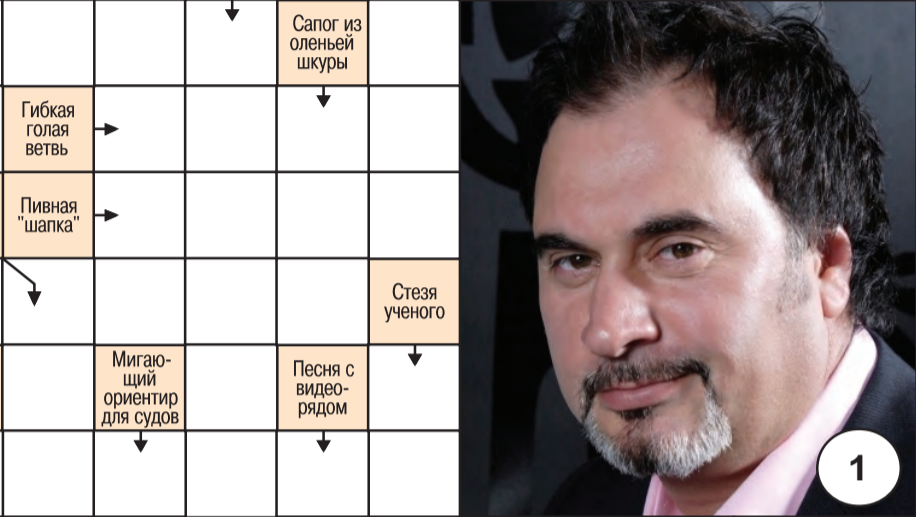 Сапог из
оленьей
шкуры
Гибкая
голая
ветвь
Пивная
"шапка"
Стезя
ученого
Мигаю-
щий
ориентир
для судов
Песня с
видео-
рядом
1